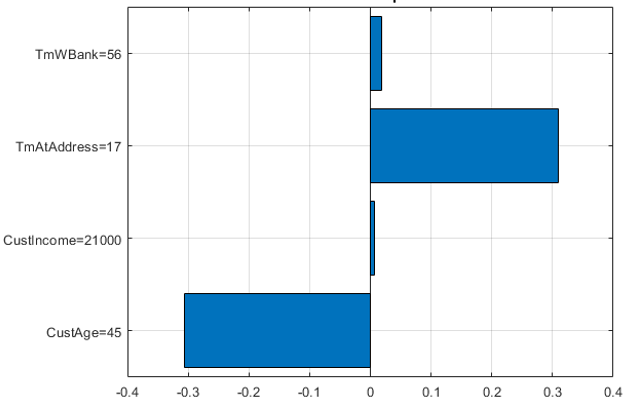 TmWBank=56
TmAtAddress=17
CustIncome=21000
CustAge=45
-0.4 -0.3 -0.2 -0.1 0 0.1 0.2 0.3 0.4